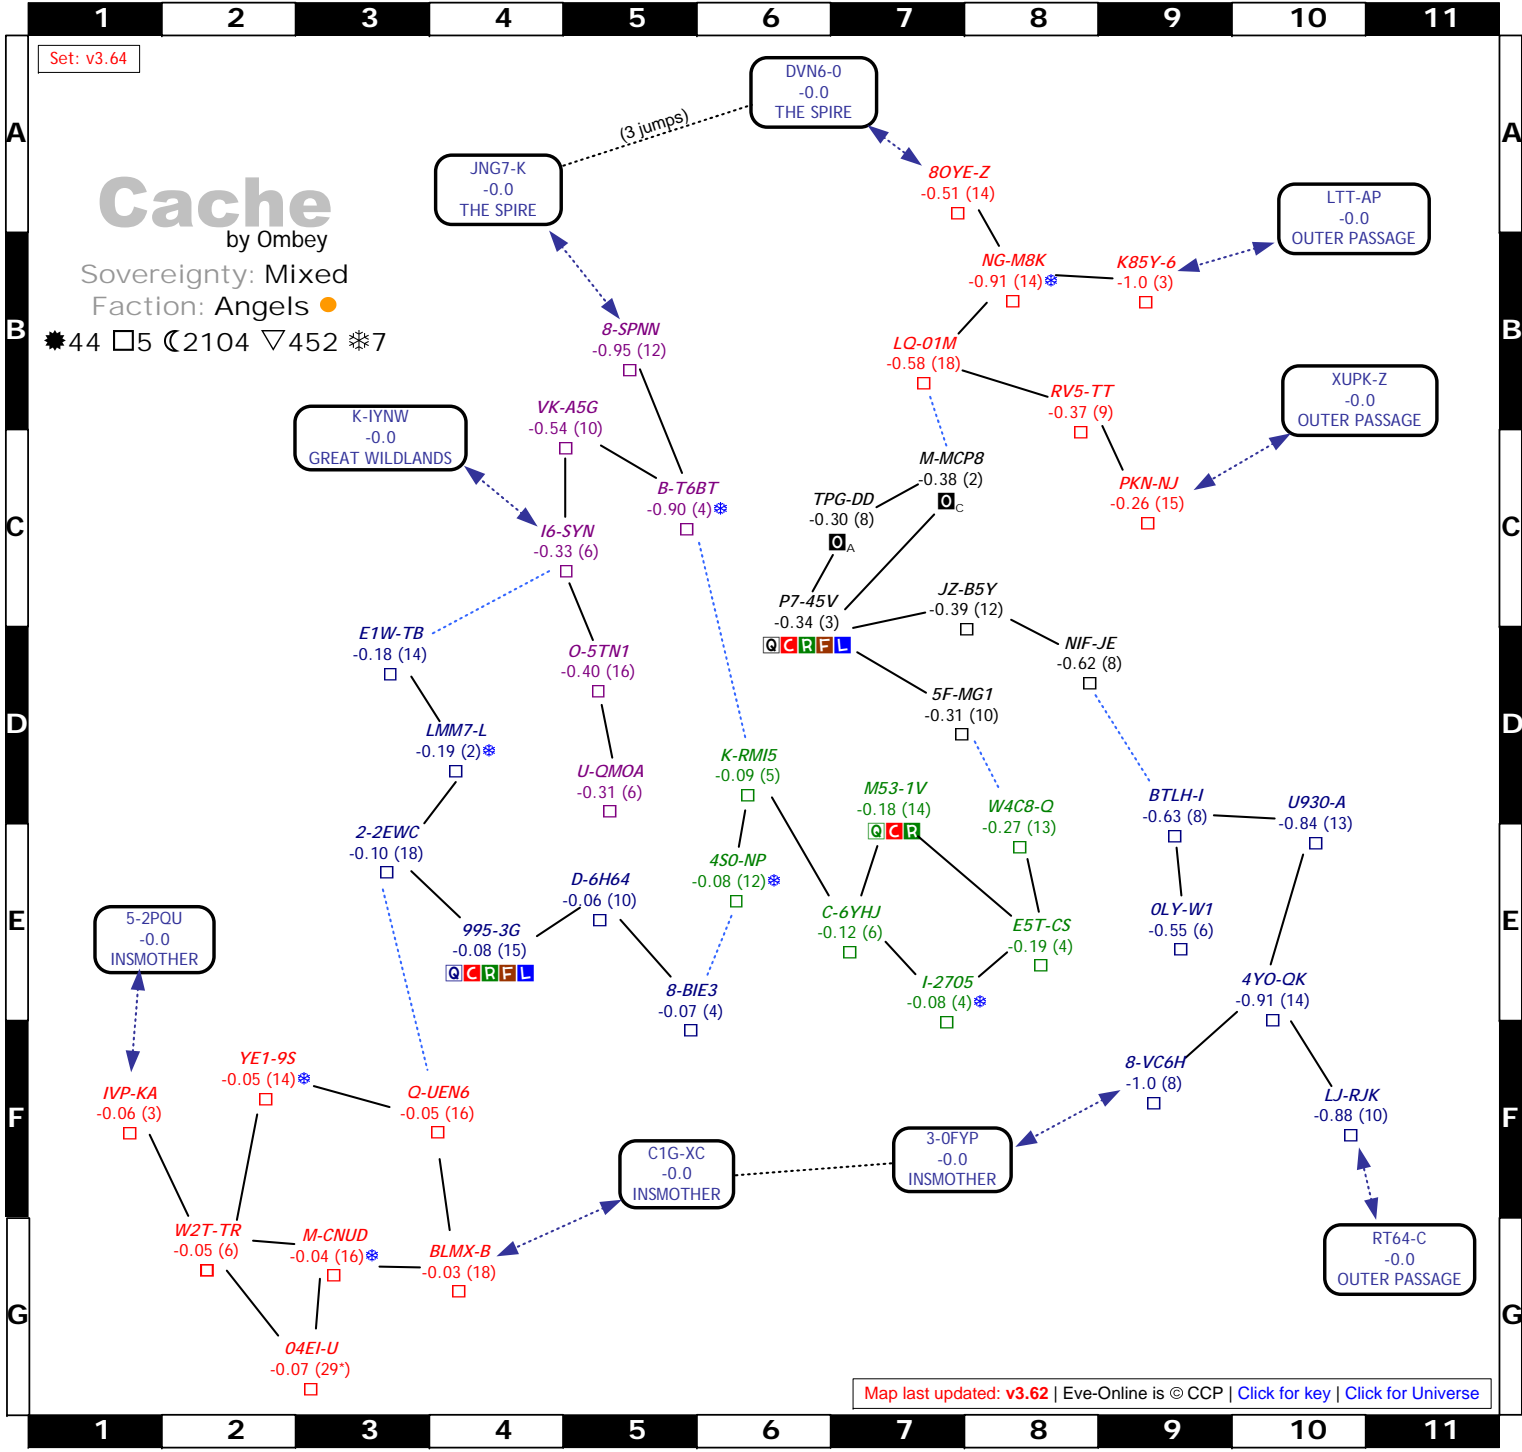 1 2 3 4 5 6 7 8 9 10 11
Set: v3.64
DVN6-0
-0.0
THE SPIRE
A A
(3 jumps)
JNG7-K
-0.0
THE SPIRE
8OYE-Z
-0.51 (14)
LTT-AP
-0.0
OUTER PASSAGE
Cache
by Ombey
Sovereignty: Mixed
Faction: Angels
44 5 2104 452 7
NG-M8K
-0.91 (14)
K85Y-6
-1.0 (3)
B B
8-SPNN
-0.95 (12)
LQ-01M
-0.58 (18)
XUPK-Z
-0.0
OUTER PASSAGE
RV5-TT
-0.37 (9)
K-IYNW
-0.0
GREAT WILDLANDS
VK-A5G
-0.54 (10)
M-MCP8
-0.38 (2)
O C
B-T6BT
-0.90 (4)
TPG-DD
-0.30 (8)
O A
PKN-NJ
-0.26 (15)
C C
I6-SYN
-0.33 (6)
P7-45V
-0.34 (3)
Q C R F L
JZ-B5Y
-0.39 (12)
E1W-TB
-0.18 (14)
O-5TN1
-0.40 (16)
NIF-JE
-0.62 (8)
5F-MG1
-0.31 (10)
D D
LMM7-L
-0.19 (2)
U-QMOA
-0.31 (6)
K-RMI5
-0.09 (5)
M53-1V
-0.18 (14)
Q C R
W4C8-Q
-0.27 (13)
BTLH-I
-0.63 (8)
U930-A
-0.84 (13)
2-2EWC
-0.10 (18)
4S0-NP
-0.08 (12)
D-6H64
-0.06 (10)
E E
5-2PQU
-0.0
INSMOTHER
995-3G
-0.08 (15)
Q C R F L
C-6YHJ
-0.12 (6)
E5T-CS
-0.19 (4)
0LY-W1
-0.55 (6)
8-BIE3
-0.07 (4)
I-2705
-0.08 (4)
4YO-QK
-0.91 (14)
YE1-9S
-0.05 (14)
8-VC6H
-1.0 (8)
IVP-KA
-0.06 (3)
Q-UEN6
-0.05 (16)
LJ-RJK
-0.88 (10)
F F
C1G-XC
-0.0
INSMOTHER
3-0FYP
-0.0
INSMOTHER
W2T-TR
-0.05 (6)
M-CNUD
-0.04 (16)
BLMX-B
-0.03 (18)
RT64-C
-0.0
OUTER PASSAGE
G G
04EI-U
-0.07 (29*)
Map last updated: v3.62 | Eve-Online is © CCP | Click for key | Click for Universe
1 2 3 4 5 6 7 8 9 10 11